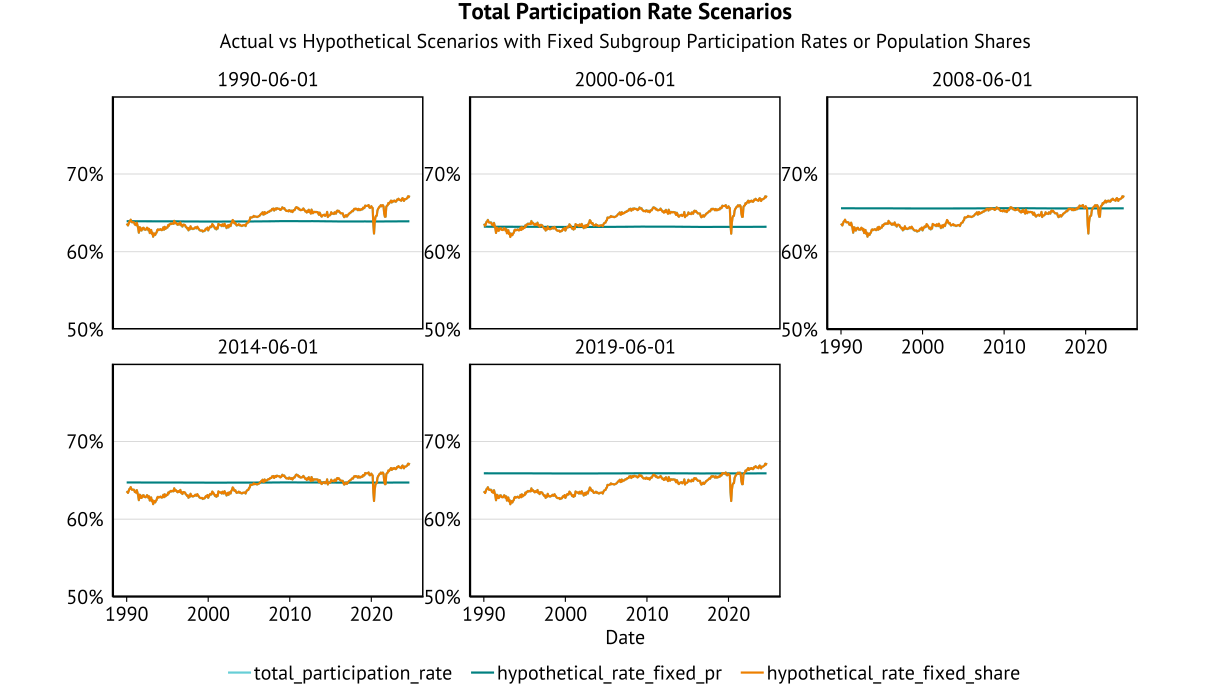 Total Participation Rate Scenarios
Actual vs Hypothetical Scenarios with Fixed Subgroup Participation Rates or Population Shares
1990-06-01
2000-06-01
2008-06-01
70%
60%
50%
70%
60%
50%
70%
60%
50%
1990 2000 2010 2020
2014-06-01
2019-06-01
70%
60%
50%
1990 2000 2010 2020
70%
60%
50%
1990 2000 2010 2020
Date
total_participation_rate hypothetical_rate_fixed_pr hypothetical_rate_fixed_share